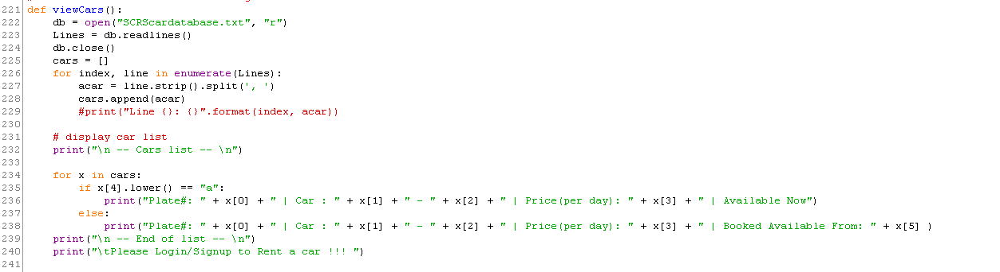 221 def viewCars():
222     db = open("SCRScardatabase.txt", "r")
223     Lines = db.readlines()
224     db.close()
225     cars = []
226     for index, line in enumerate(Lines):
227         acar = line.strip().split(', ')
228         cars.append(acar)
229         #print("Line {}: {}".format(index, acar))
230
231     # display car list
232     print("\n -- Cars list -- \n")
233
234     for x in cars:
235         if x[4].lower() == "a":
236             print("Plate#: " + x[0] + " | Car : " + x[1] + " - " + x[2] + " | Price(per day): " + x[3] + " | Available Now")
237         else:
238             print("Plate#: " + x[0] + " | Car : " + x[1] + " - " + x[2] + " | Price(per day): " + x[3] + " | Booked Available From: " + x[5] )
239     print("\n -- End of list -- \n")
240     print("\tPlease Login/Signup to Rent a car !!! ")
241